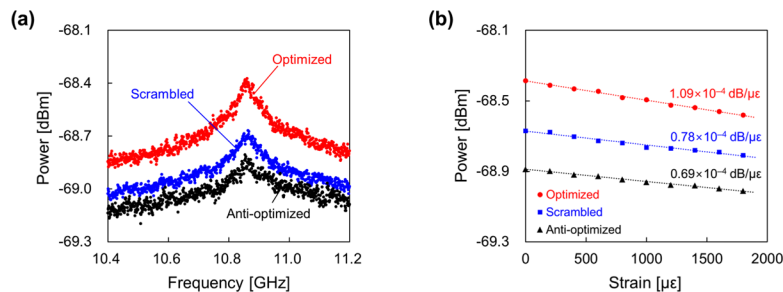 (a)
-68.1
-68.4
-68.7
-69.0
-69.3
Power [dBm]
Optimized
Scrambled
Anti-optimized
10.4
10.6
10.8
11.0
11.2
Frequency [GHz]
(b)
-68.1
-68.5
-68.9
-69.3
Power [dBm]
1.09×10⁻⁴ dB/µε
0.78×10⁻⁴ dB/µε
0.69×10⁻⁴ dB/µε
Optimized
Scrambled
Anti-optimized
0
500
1000
1500
2000
Strain [µε]